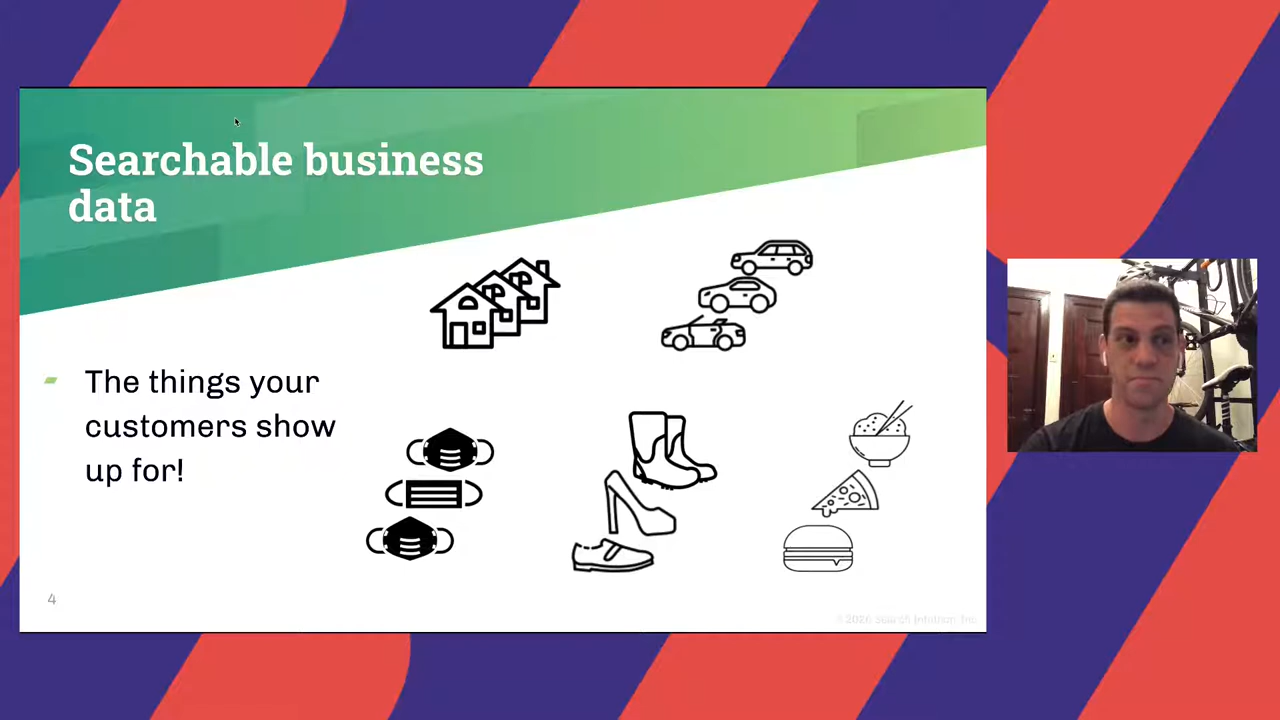 Searchable business
data
The things your
customers show
up for!
4